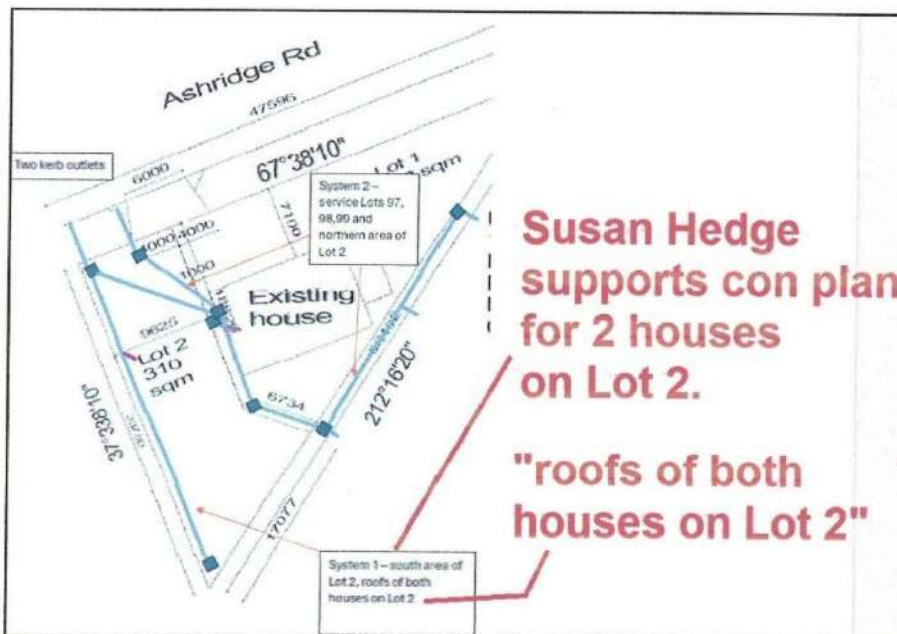 Ashridge Rd
47596
Two kerb outlets
6000
67°38'10"
Lot 1
sqm
System 2 –
service Lots 97,
98,99 and
northern area of
Lot 2
7100
4000
1000
Existing
house
9625
Lot 2
310
sqm
6734
212°16'20"
37°338'10"
17077
System 1 – south area of
Lot 2, roofs of both
houses on Lot 2
Susan Hedge
supports con plan
for 2 houses
on Lot 2.
"roofs of both
houses on Lot 2"